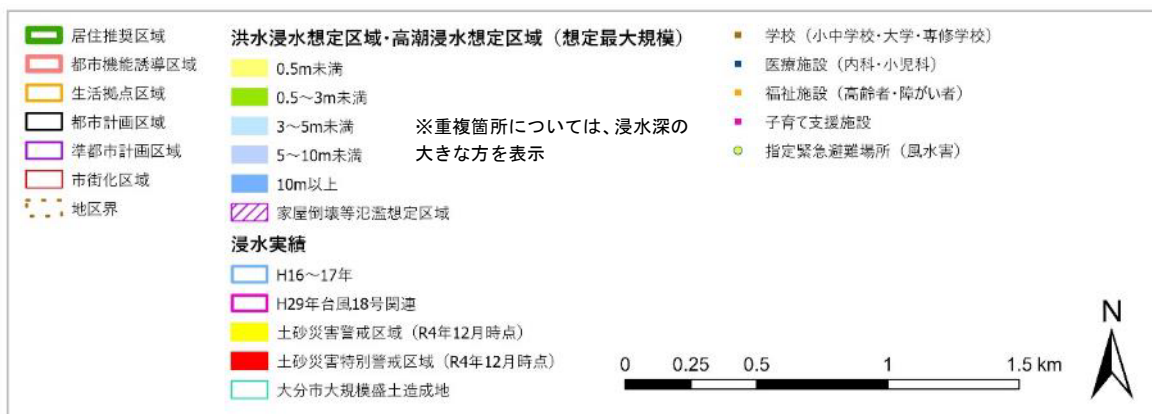 居住推奨区域
都市機能誘導区域
生活拠点区域
都市計画区域
準都市計画区域
市街化区域
地区界
洪水浸水想定区域・高潮浸水想定区域（想定最大規模）
0.5m未満
0.5～3m未満
3～5m未満
5～10m未満
10m以上
家屋倒壊等氾濫想定区域
※重複箇所については、浸水深の
大きな方を表示
浸水実績
H16～17年
H29年台風18号関連
土砂災害警戒区域（R4年12月時点）
土砂災害特別警戒区域（R4年12月時点）
大分市大規模盛土造成地
学校（小中学校・大学・専修学校）
医療施設（内科・小児科）
福祉施設（高齢者・障がい者）
子育て支援施設
指定緊急避難場所（風水害）
0 0.25 0.5 1 1.5 km
N